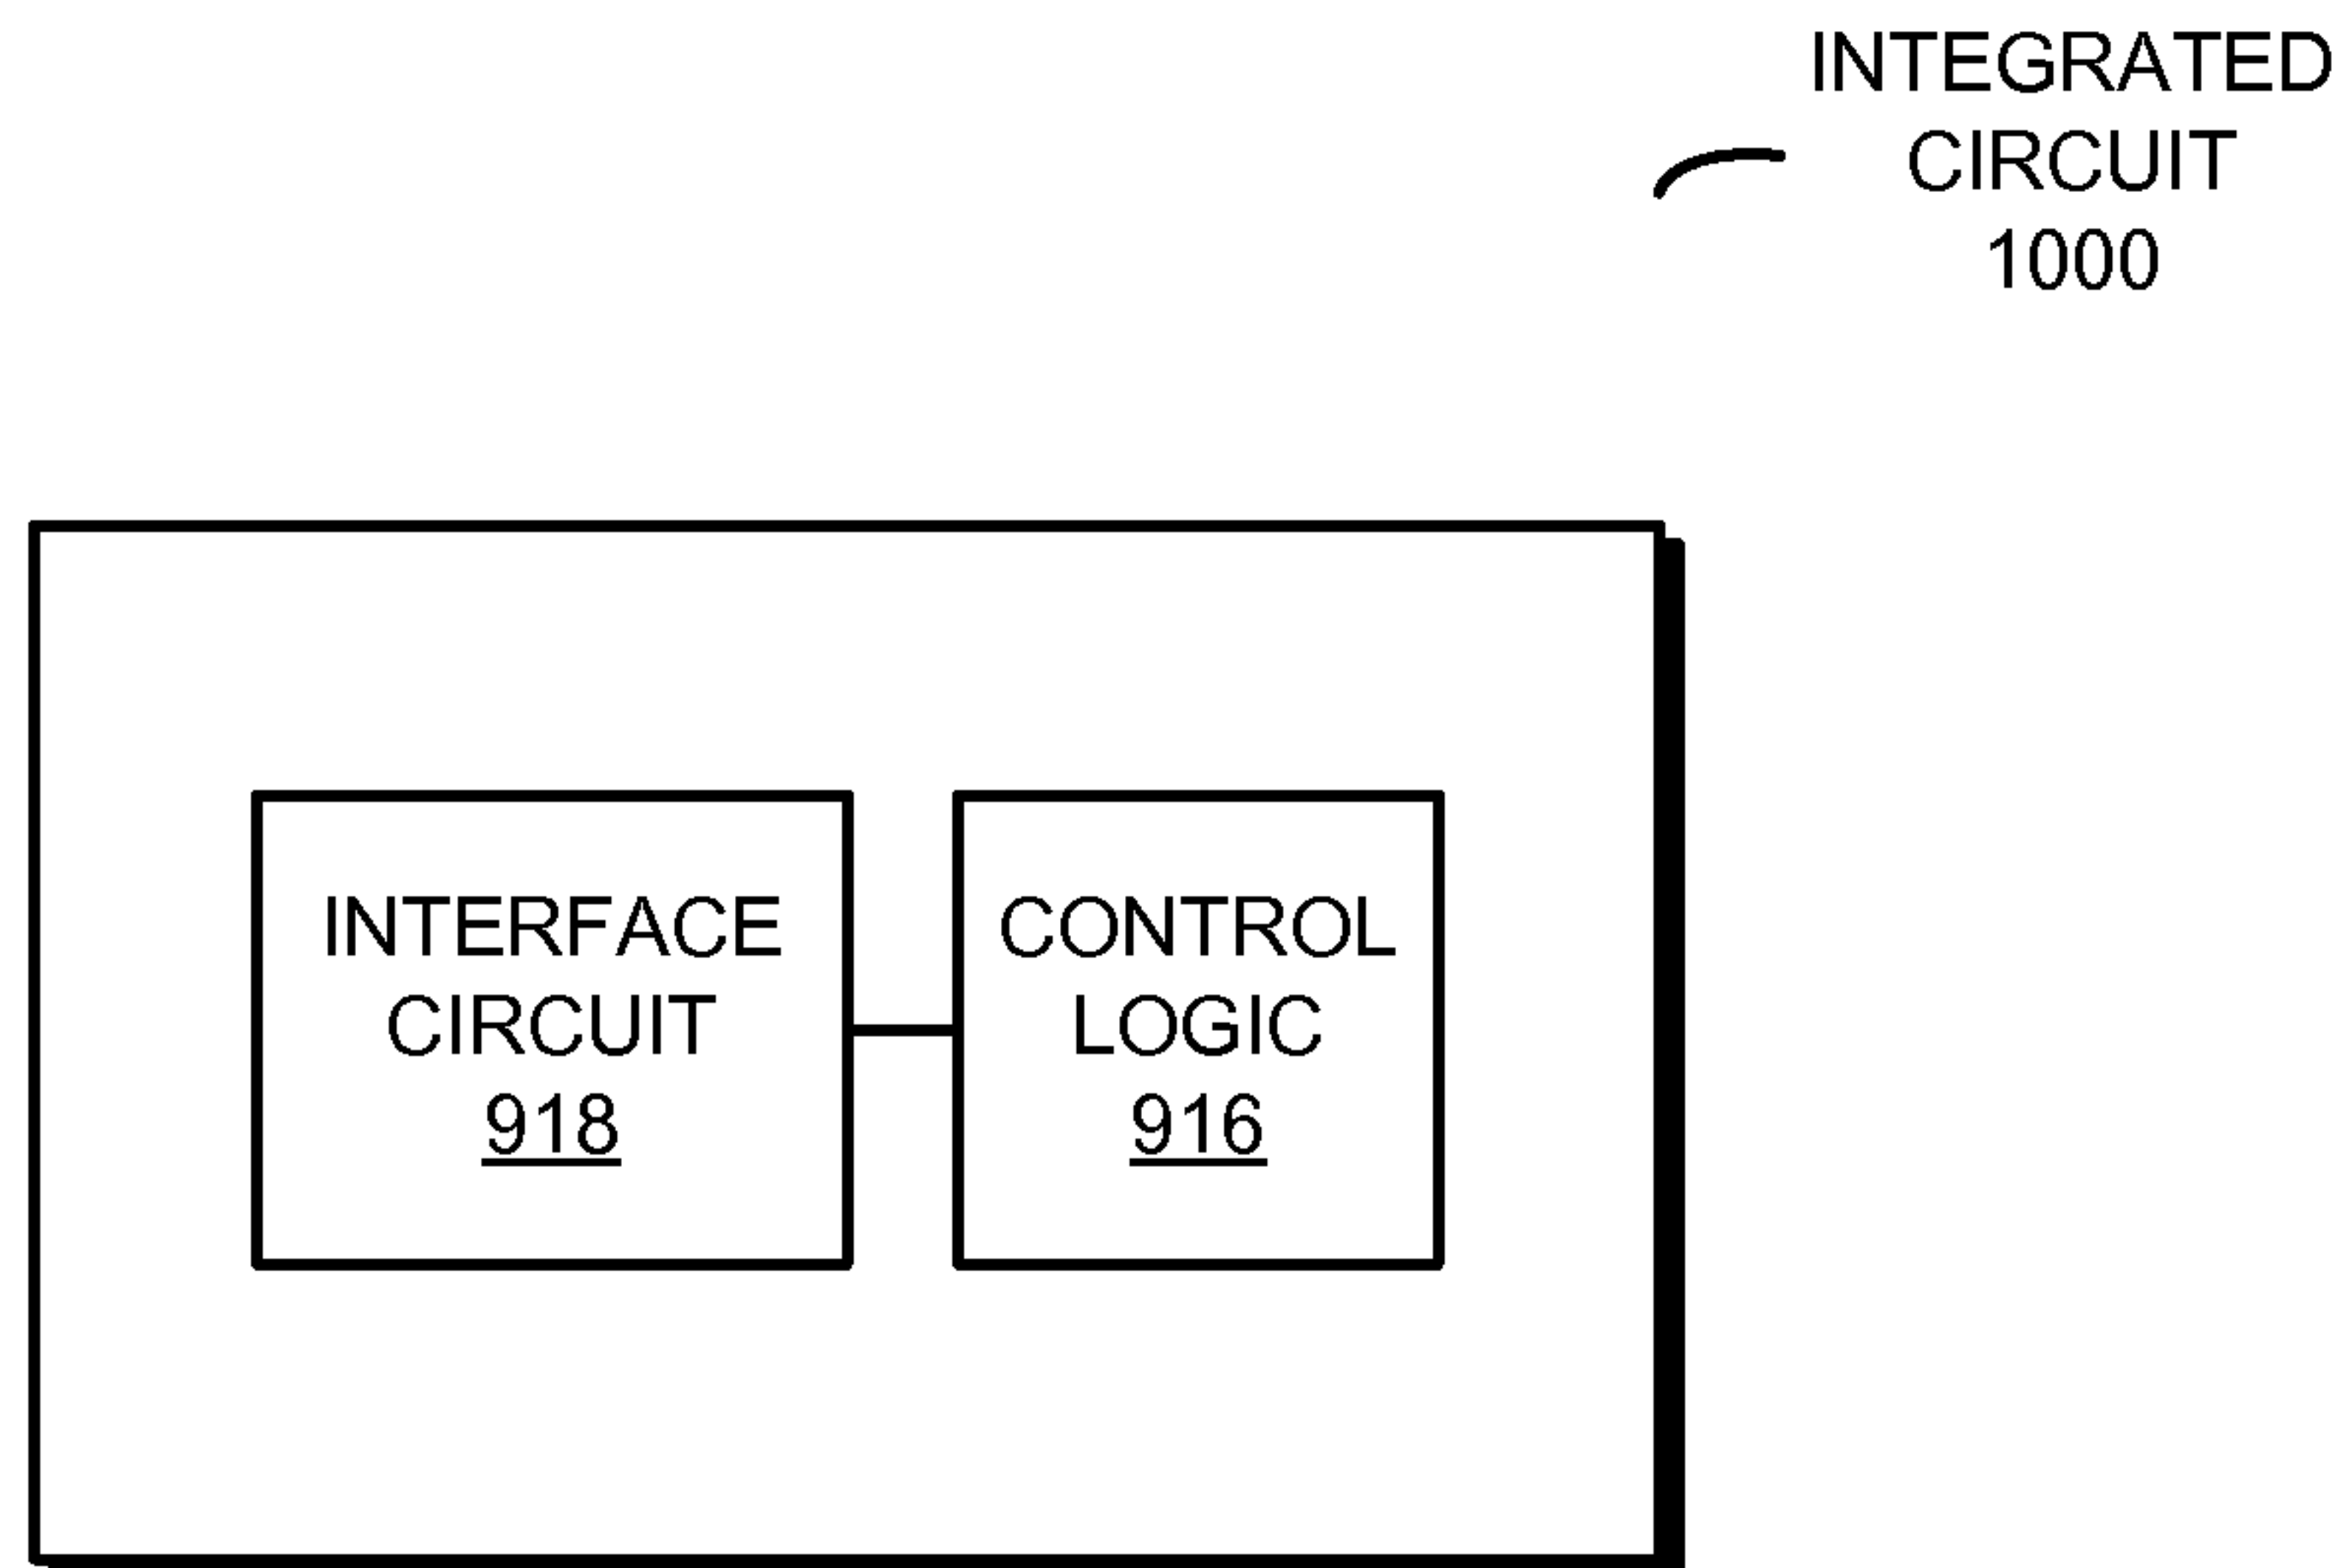 INTEGRATED
CIRCUIT
1000
INTERFACE
CIRCUIT
918
CONTROL
LOGIC
916